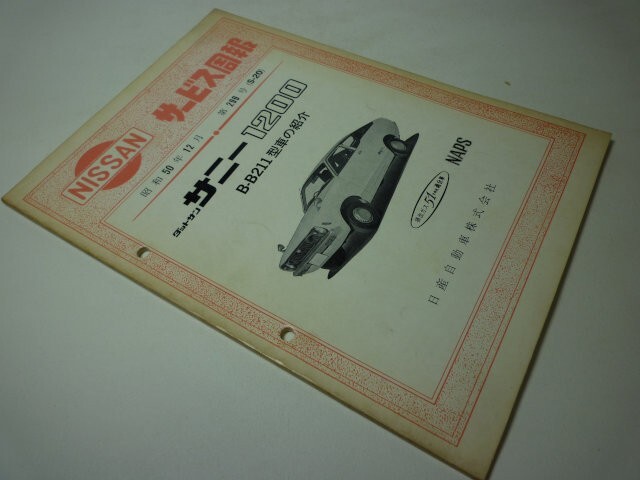 NISSAN
サービス周報
昭和50年12月 第288号(S-20)
ダットサン
サニー1200
B-B211型車の紹介
51
NAPS
日産自動車株式会社